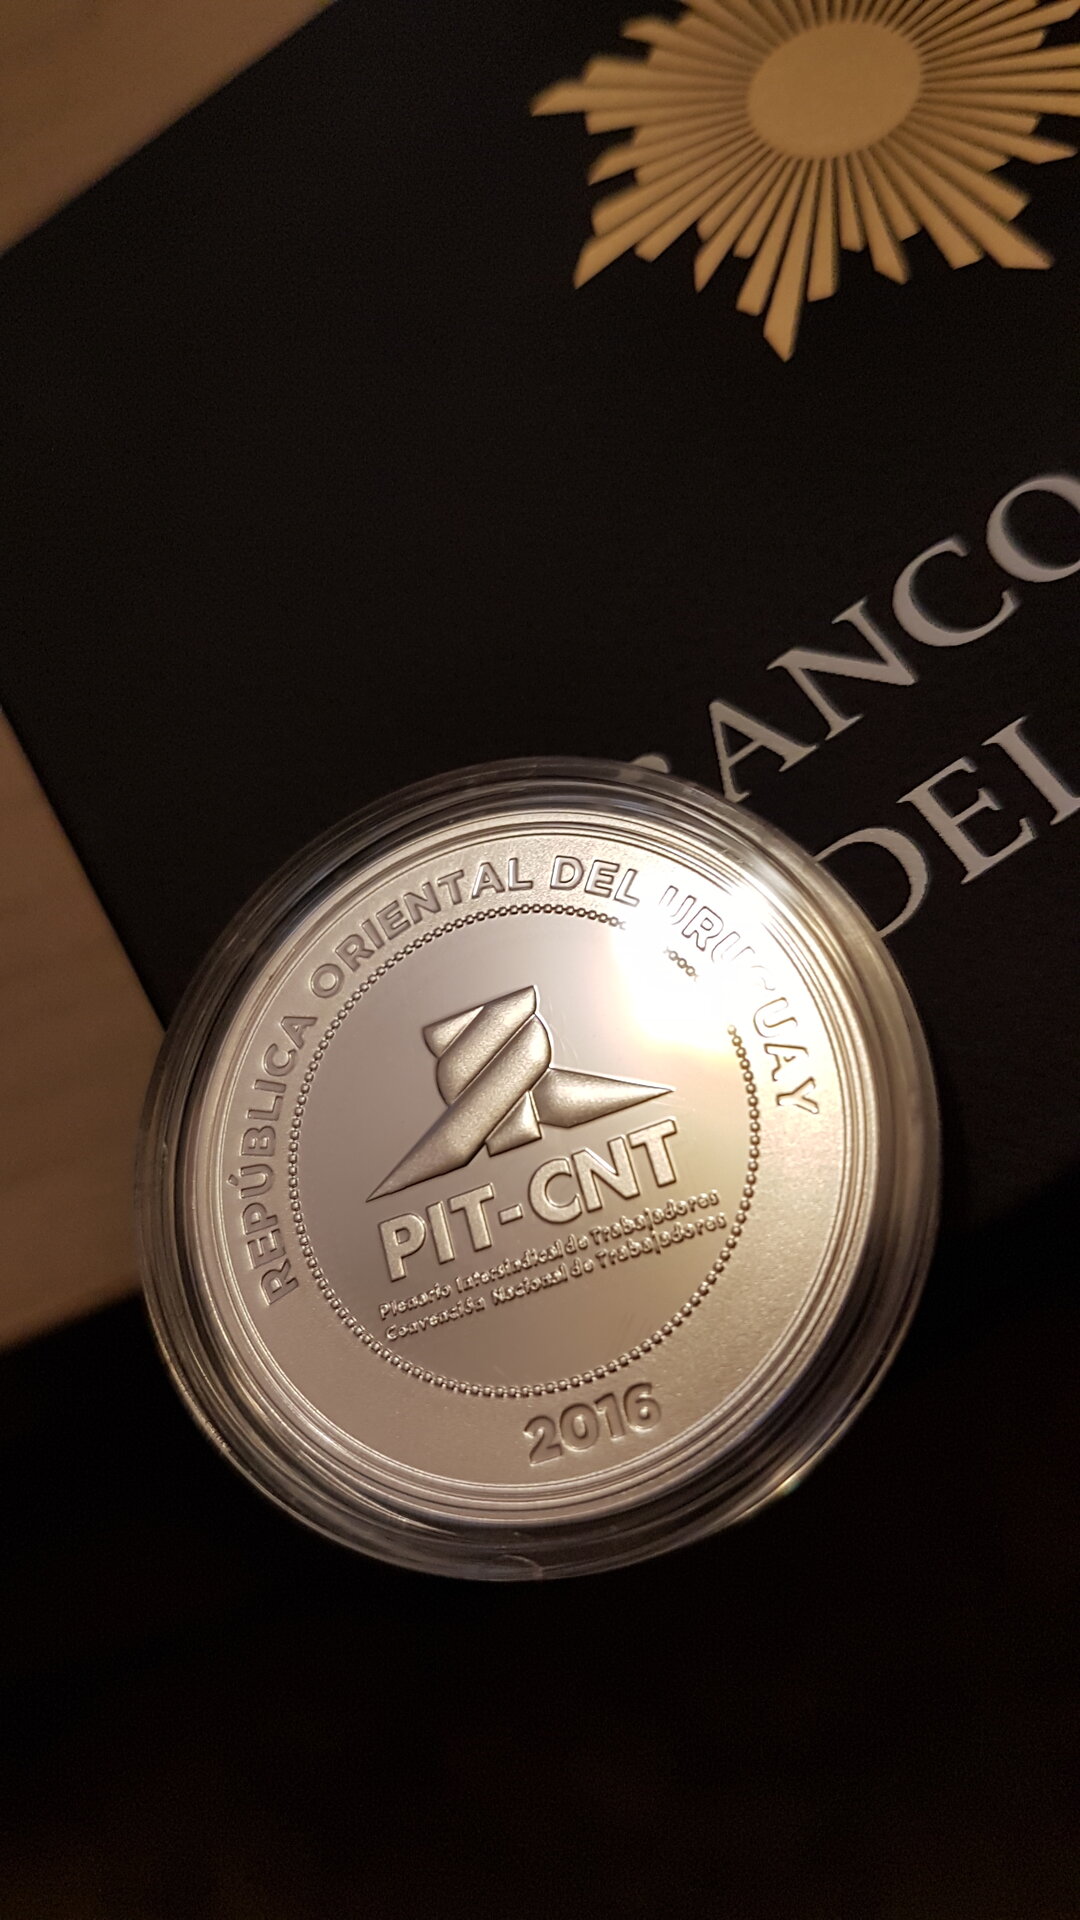 BANCO
DEL
REPÚBLICA ORIENTAL DEL URUGUAY
PIT-CNT
Plenario Intersindical de Trabajadores
Convención Nacional de Trabajadores
2016